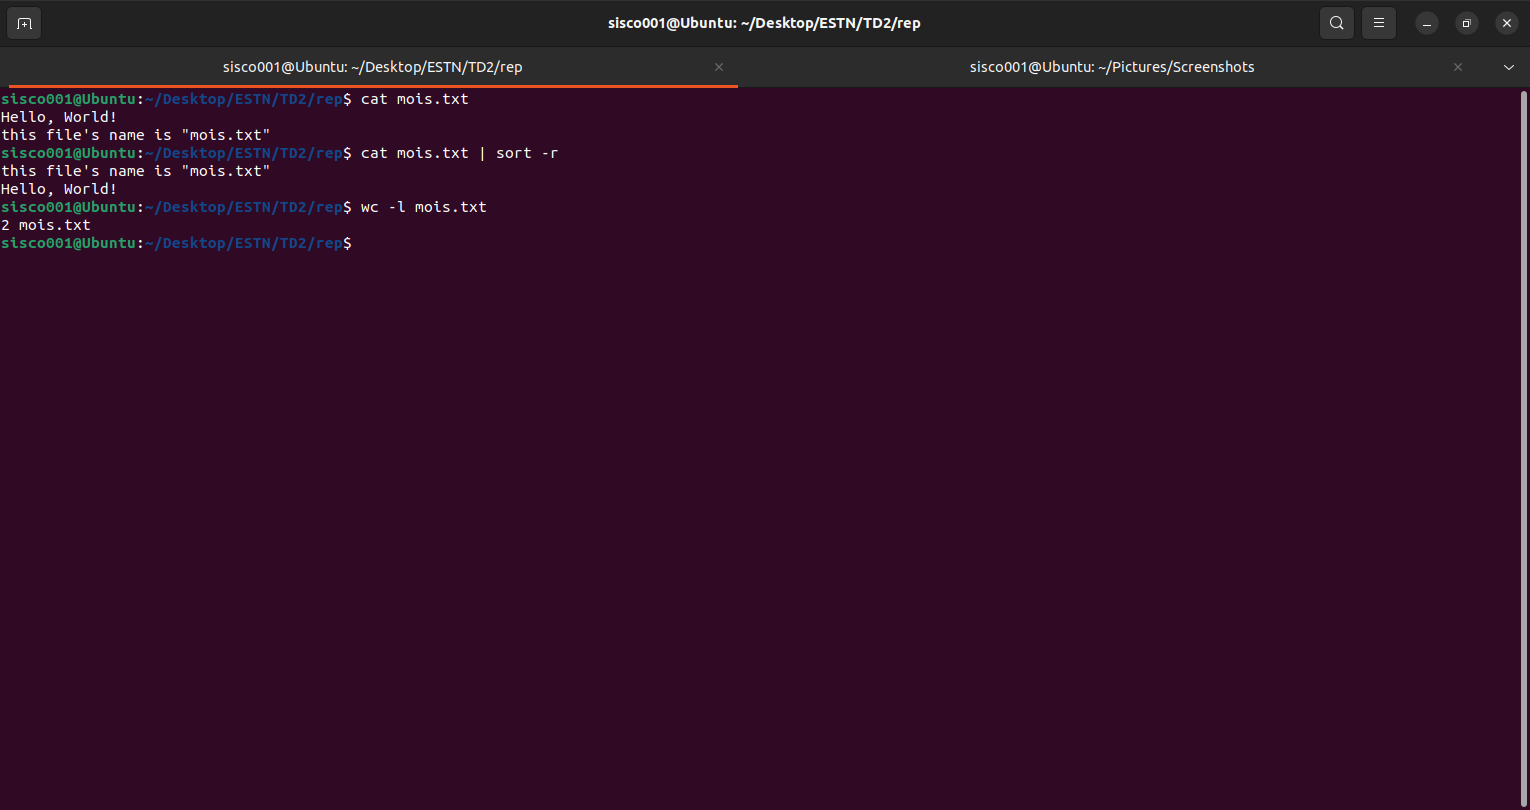 sisco001@Ubuntu: ~/Desktop/ESTN/TD2/rep
sisco001@Ubuntu: ~/Desktop/ESTN/TD2/rep
sisco001@Ubuntu: ~/Pictures/Screenshots
sisco001@Ubuntu:~/Desktop/ESTN/TD2/rep$ cat mois.txt
Hello, World!
this file's name is "mois.txt"
sisco001@Ubuntu:~/Desktop/ESTN/TD2/rep$ cat mois.txt | sort -r
this file's name is "mois.txt"
Hello, World!
sisco001@Ubuntu:~/Desktop/ESTN/TD2/rep$ wc -l mois.txt
2 mois.txt
sisco001@Ubuntu:~/Desktop/ESTN/TD2/rep$